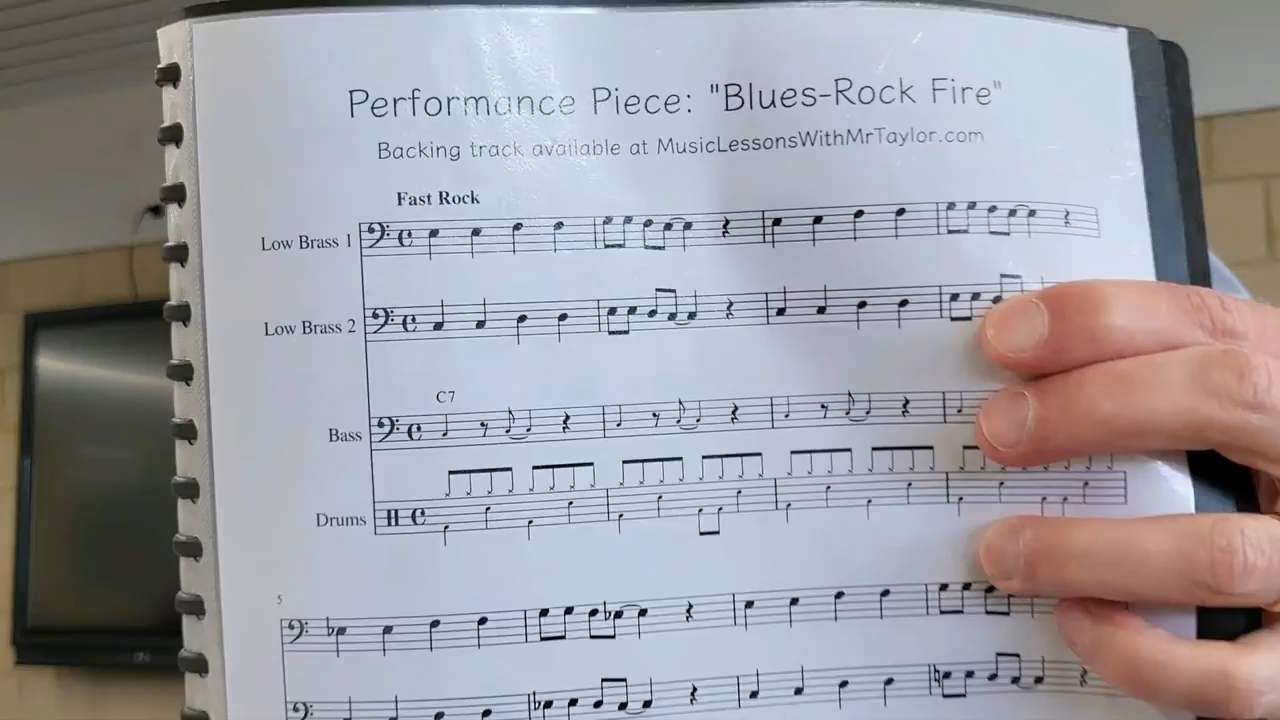 Performance Piece: "Blues-Rock Fire"
Backing track available at MusicLessonsWithMrTaylor.com
Fast Rock
Low Brass 1
Low Brass 2
C7
Bass
Drums
5